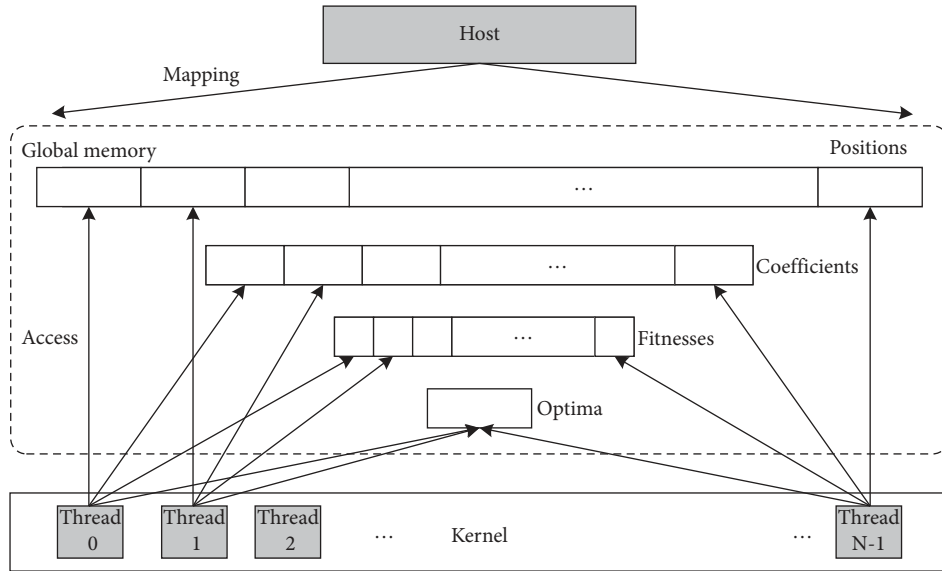 Host
Mapping
Global memory
Positions
...
...
Coefficients
Access
...
Fitnesses
Optima
Thread
0
Thread
1
Thread
2
...
Kernel
...
Thread
N-1